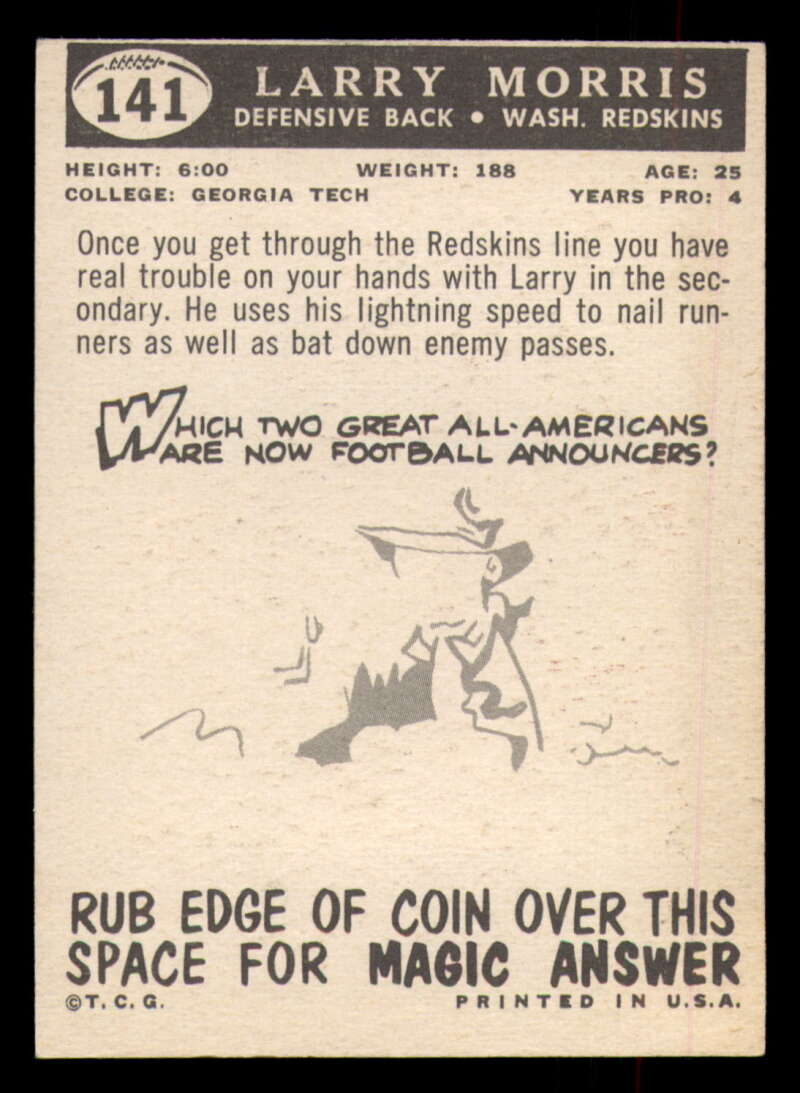 141
LARRY MORRIS
DEFENSIVE BACK • WASH. REDSKINS
HEIGHT: 6:00 WEIGHT: 188 AGE: 25
COLLEGE: GEORGIA TECH YEARS PRO: 4
Once you get through the Redskins line you have
real trouble on your hands with Larry in the sec-
ondary. He uses his lightning speed to nail run-
ners as well as bat down enemy passes.
WHICH TWO GREAT ALL-AMERICANS
ARE NOW FOOTBALL ANNOUNCERS?
RUB EDGE OF COIN OVER THIS
SPACE FOR MAGIC ANSWER
©T.C.G. PRINTED IN U.S.A.